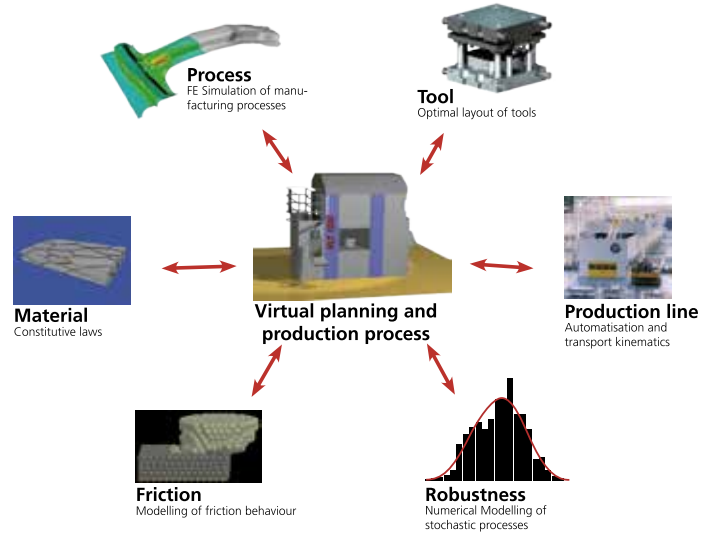 Process
FE Simulation of manu-
facturing processes
Tool
Optimal layout of tools
Material
Constitutive laws
Virtual planning and
production process
Production line
Automatisation and
transport kinematics
Friction
Modelling of friction behaviour
Robustness
Numerical Modelling of
stochastic processes